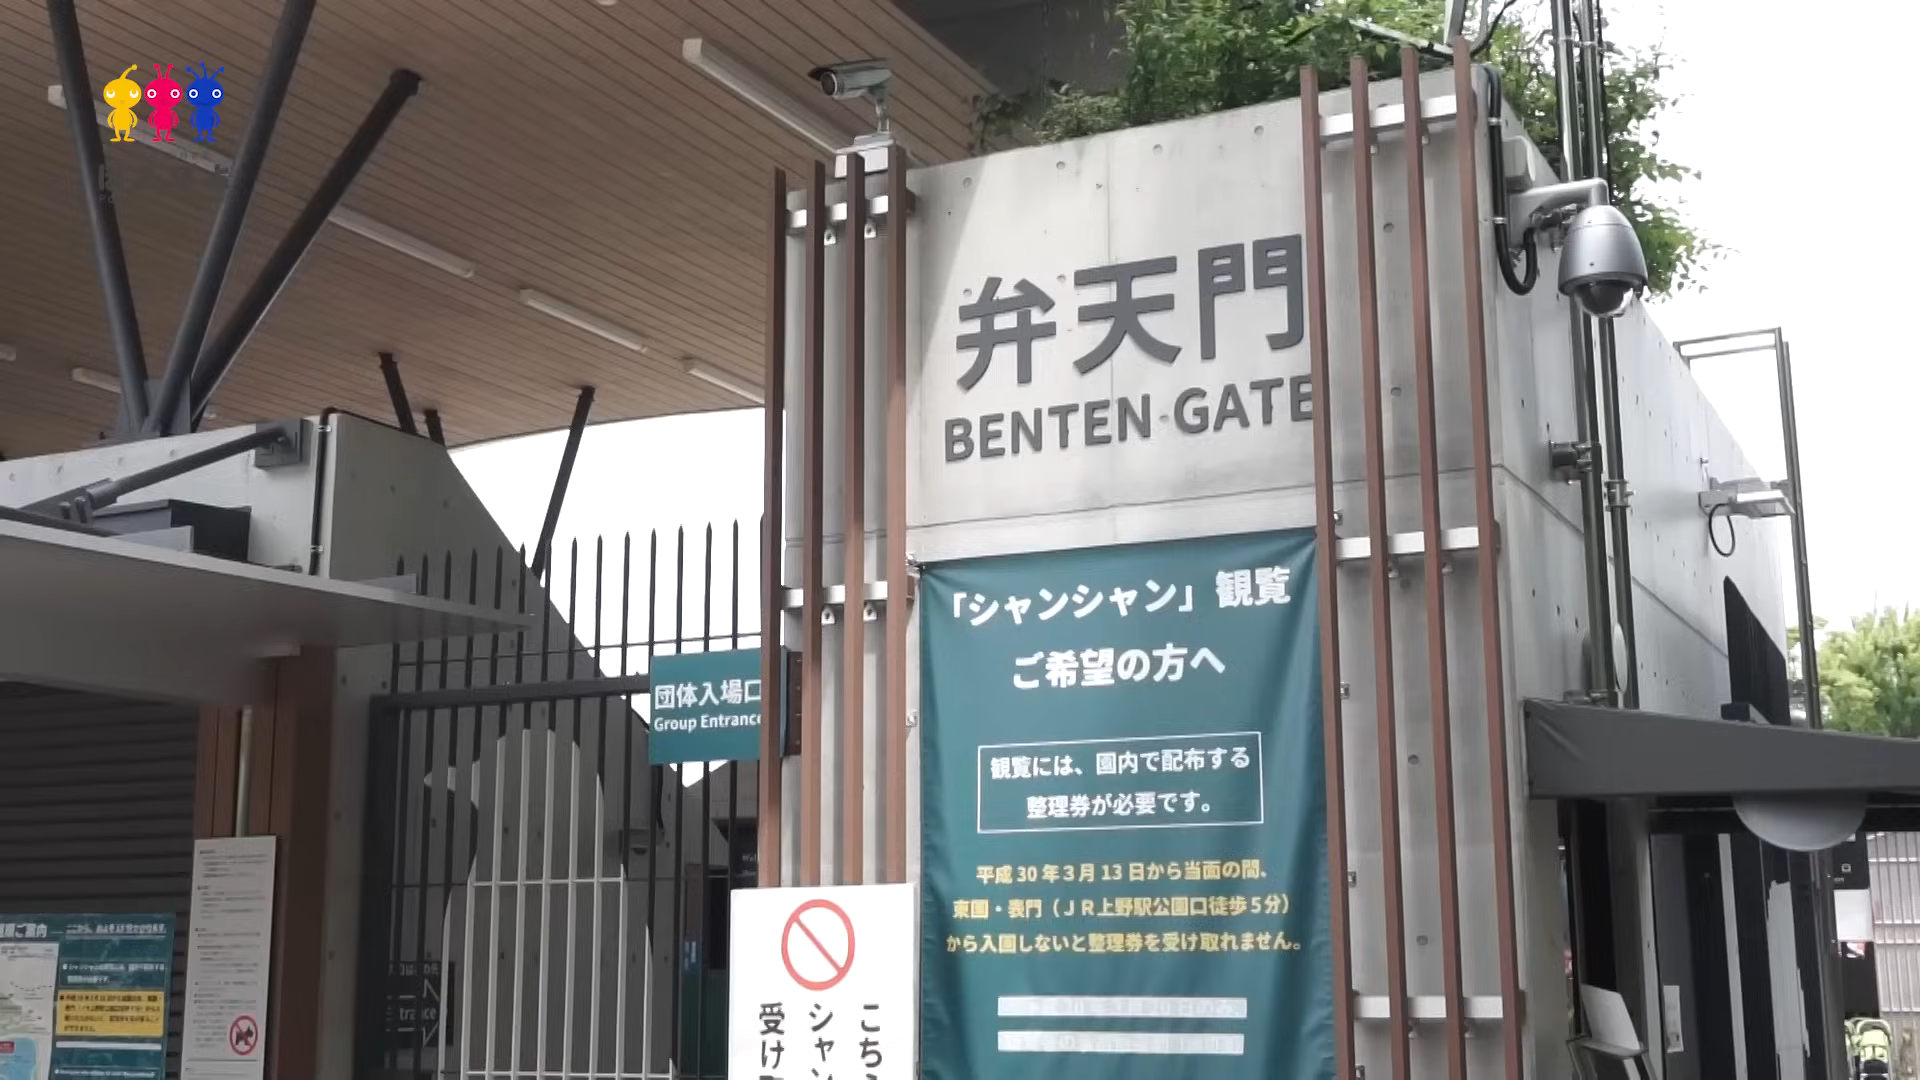 弁天門
BENTEN GATE
「シャンシャン」観覧
ご希望の方へ
観覧には、園内で配布する
整理券が必要です。
平成 30 年 3 月 13 日から当面の間、
東園・表門（ＪＲ上野駅公園口徒歩５分）
から入園しないと整理券を受け取れません。
団体入場口
Group Entrance
こち
シャン
受け
ご案内